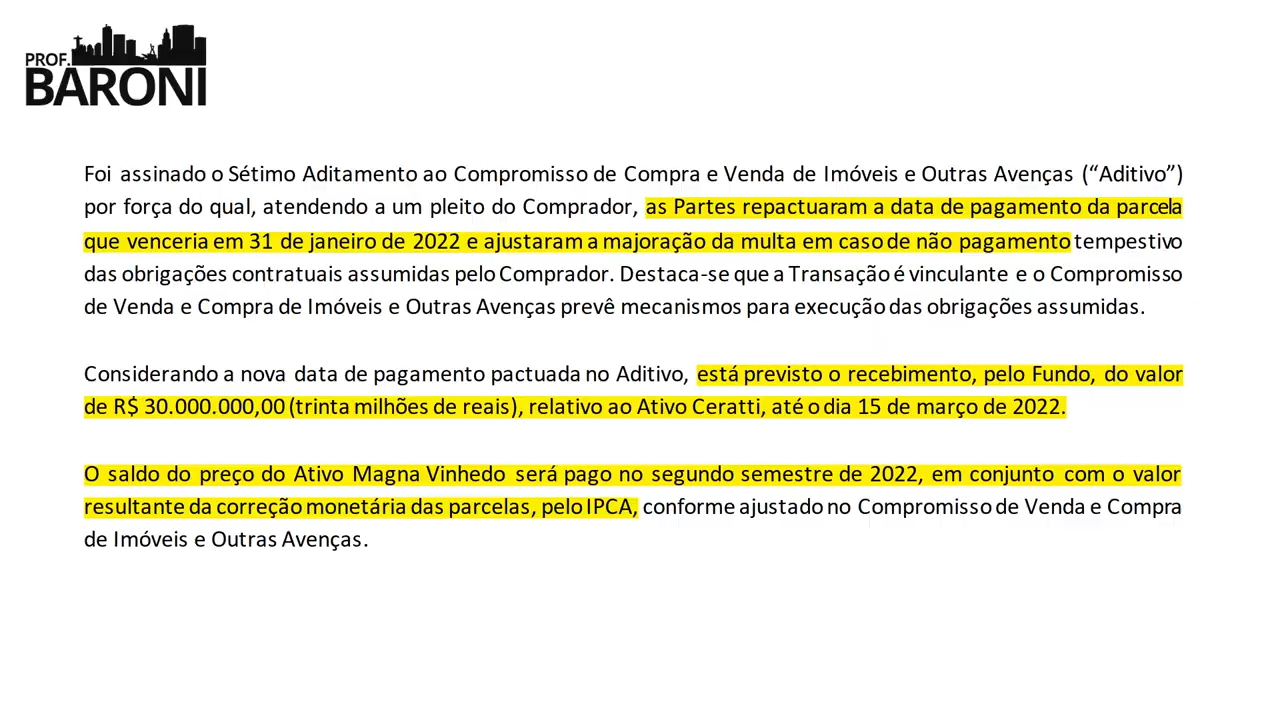 PROF.
BARONI
Foi assinado o Sétimo Aditamento ao Compromisso de Compra e Venda de Imóveis e Outras Avenças (“Aditivo”)
por força do qual, atendendo a um pleito do Comprador, as Partes repactuaram a data de pagamento da parcela
que venceria em 31 de janeiro de 2022 e ajustaram a majoração da multa em caso de não pagamento tempestivo
das obrigações contratuais assumidas pelo Comprador. Destaca-se que a Transação é vinculante e o Compromisso
de Venda e Compra de Imóveis e Outras Avenças prevê mecanismos para execução das obrigações assumidas.
Considerando a nova data de pagamento pactuada no Aditivo, está previsto o recebimento, pelo Fundo, do valor
de R$ 30.000.000,00 (trinta milhões de reais), relativo ao Ativo Ceratti, até o dia 15 de março de 2022.
O saldo do preço do Ativo Magna Vinhedo será pago no segundo semestre de 2022, em conjunto com o valor
resultante da correção monetária das parcelas, pelo IPCA, conforme ajustado no Compromisso de Venda e Compra
de Imóveis e Outras Avenças.